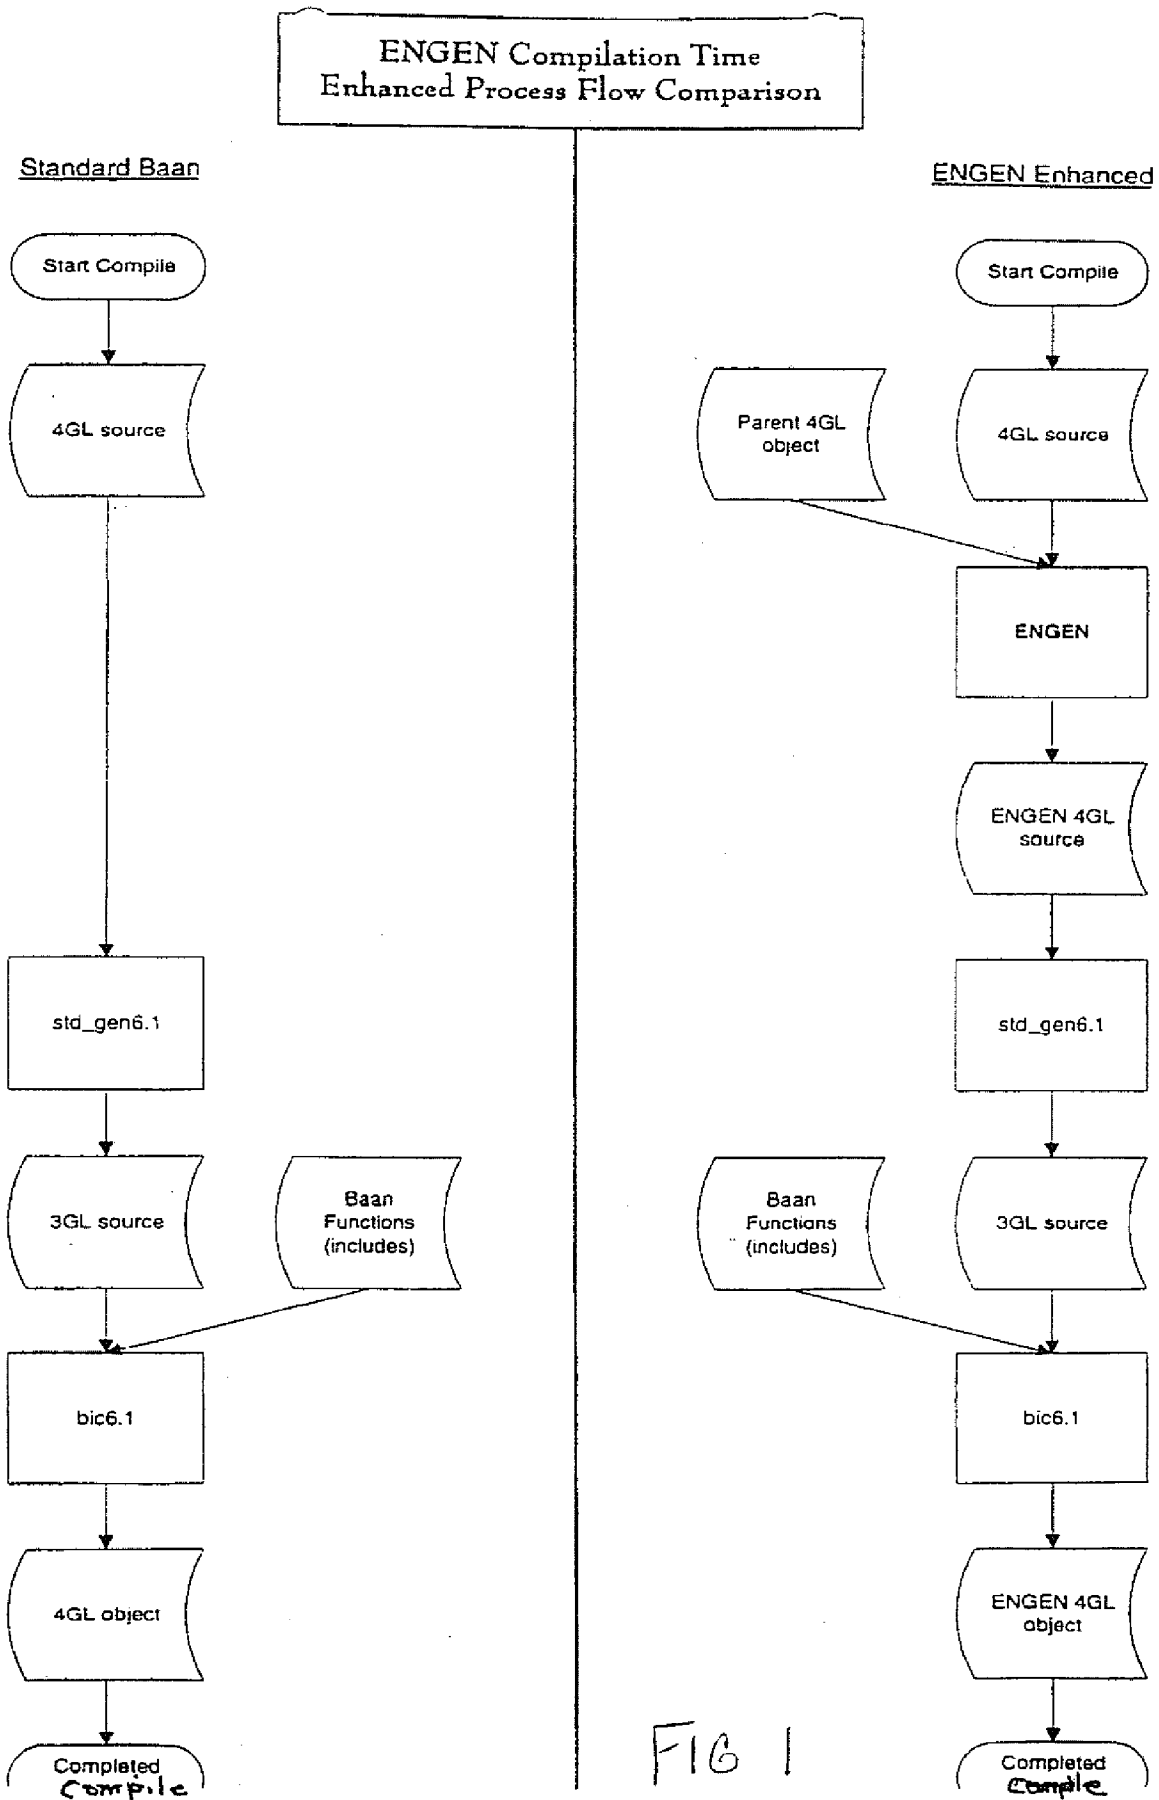 ENGEN Compilation Time
Enhanced Process Flow Comparison
Standard Baan
Start Compile
4GL source
std_gen6.1
3GL source
Baan
Functions
(includes)
bic6.1
4GL object
Completed
compile
ENGEN Enhanced
Start Compile
Parent 4GL
object
4GL source
ENGEN
ENGEN 4GL
source
std_gen6.1
Baan
Functions
(includes)
3GL source
bic6.1
ENGEN 4GL
object
Completed
compile
FIG 1